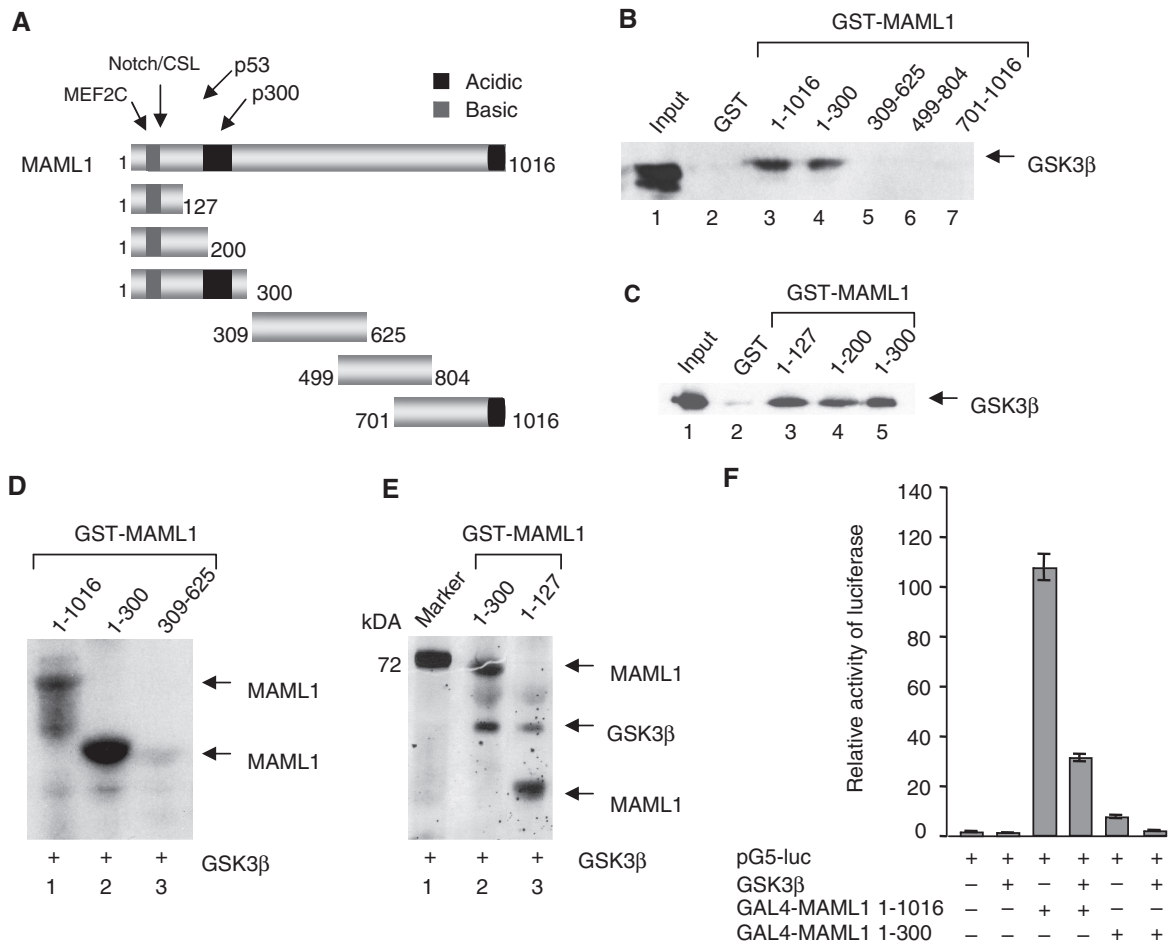 A
Notch/CSL
p53
MEF2C
p300
Acidic
Basic
MAML1 1 1016
1 127
1 200
1 300
309 625
499 804
701 1016
B
GST-MAML1
Input GST 1-1016 1-300 309-625 499-804 701-1016
GSK3β
1 2 3 4 5 6 7
C
GST-MAML1
Input GST 1-127 1-200 1-300
GSK3β
1 2 3 4 5
D
GST-MAML1
1-1016 1-300 309-625
MAML1
MAML1
+ + + GSK3β
1 2 3
E
GST-MAML1
kDA Marker 1-300 1-127
72 MAML1
GSK3β
MAML1
+ + + GSK3β
1 2 3
F
Relative activity of luciferase
140
120
100
80
60
40
20
0
pG5-luc + + + + + +
GSK3β – + – + – +
GAL4-MAML1 1-1016 – – + + – –
GAL4-MAML1 1-300 – – – – + +